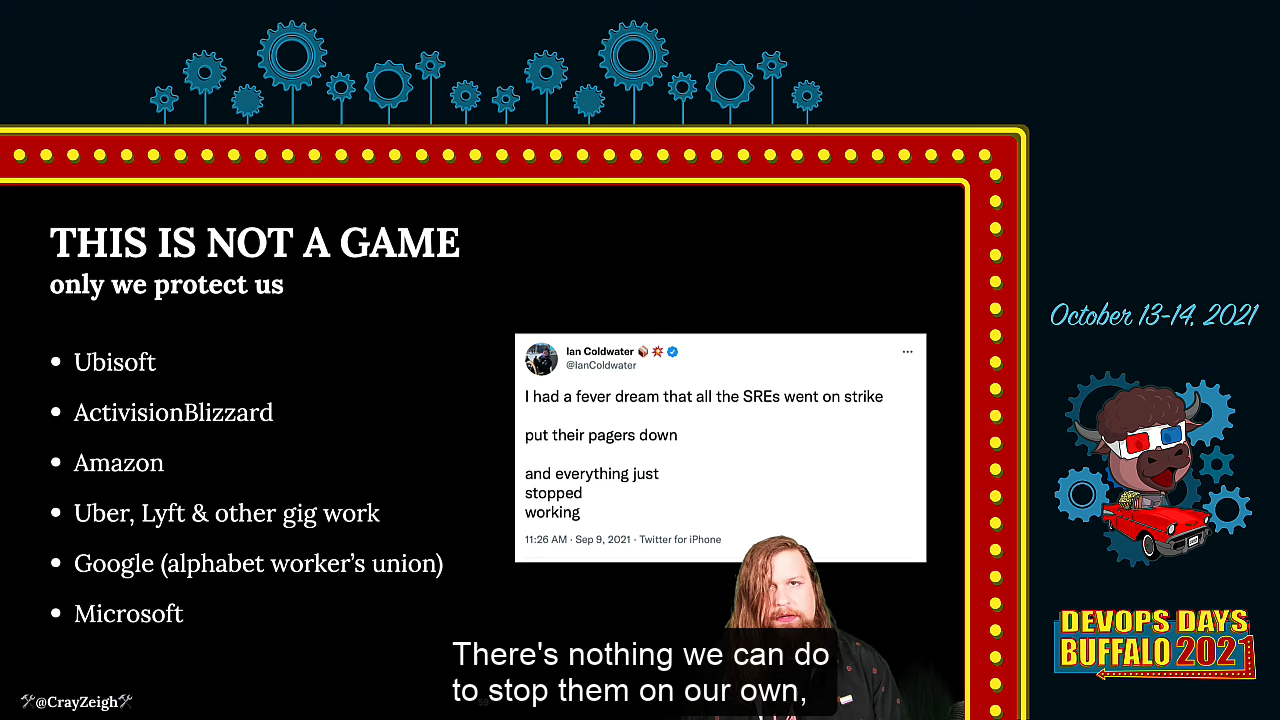 THIS IS NOT A GAME
only we protect us
• Ubisoft
• ActivisionBlizzard
• Amazon
• Uber, Lyft & other gig work
• Google (alphabet worker's union)
• Microsoft
Ian Coldwater
@IanColdwater
I had a fever dream that all the SREs went on strike
put their pagers down
and everything just
stopped
working
11:26 AM · Sep 9, 2021 · Twitter for iPhone
There's nothing we can do
to stop them on our own,
@CrayZeigh
October 13-14, 2021
DEVOPS DAYS
BUFFALO 2021